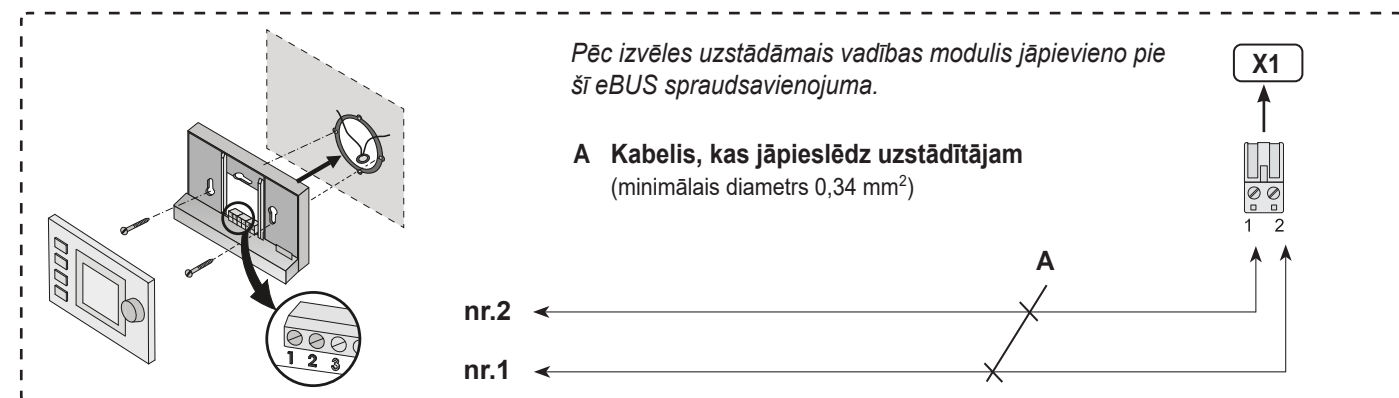 Pēc izvēles uzstādāmais vadības modulis jāpievieno pie
šī eBUS spraudsavienojuma.
X1
A Kabelis, kas jāpieslēdz uzstādītājam
(minimālais diametrs 0,34 mm²)
1 2
A
nr.2
nr.1
1 2 3